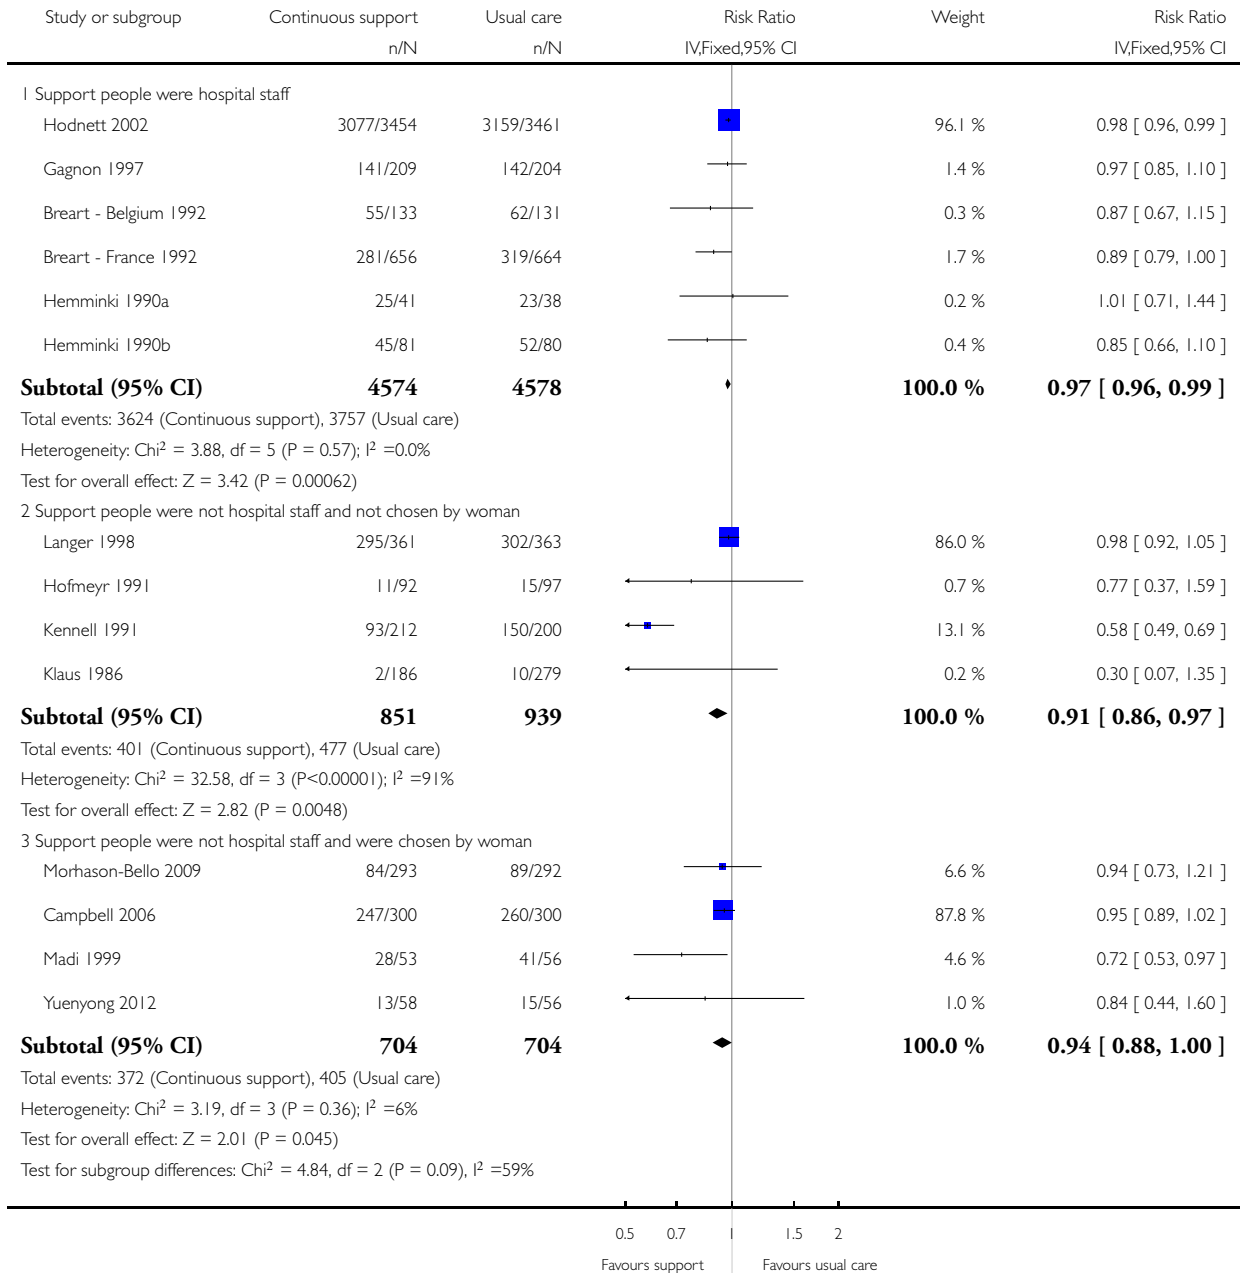 Study or subgroup Continuous support Usual care Risk Ratio Weight Risk Ratio
n/N n/N IV,Fixed,95% CI IV,Fixed,95% CI
1 Support people were hospital staff
Hodnett 2002 3077/3454 3159/3461 96.1 % 0.98 [ 0.96, 0.99 ]
Gagnon 1997 141/209 142/204 1.4 % 0.97 [ 0.85, 1.10 ]
Breart - Belgium 1992 55/133 62/131 0.3 % 0.87 [ 0.67, 1.15 ]
Breart - France 1992 281/656 319/664 1.7 % 0.89 [ 0.79, 1.00 ]
Hemminki 1990a 25/41 23/38 0.2 % 1.01 [ 0.71, 1.44 ]
Hemminki 1990b 45/81 52/80 0.4 % 0.85 [ 0.66, 1.10 ]
Subtotal (95% CI) 4574 4578 100.0 % 0.97 [ 0.96, 0.99 ]
Total events: 3624 (Continuous support), 3757 (Usual care)
Heterogeneity: Chi² = 3.88, df = 5 (P = 0.57); I² =0.0%
Test for overall effect: Z = 3.42 (P = 0.00062)
2 Support people were not hospital staff and not chosen by woman
Langer 1998 295/361 302/363 86.0 % 0.98 [ 0.92, 1.05 ]
Hofmeyr 1991 11/92 15/97 0.7 % 0.77 [ 0.37, 1.59 ]
Kennell 1991 93/212 150/200 13.1 % 0.58 [ 0.49, 0.69 ]
Klaus 1986 2/186 10/279 0.2 % 0.30 [ 0.07, 1.35 ]
Subtotal (95% CI) 851 939 100.0 % 0.91 [ 0.86, 0.97 ]
Total events: 401 (Continuous support), 477 (Usual care)
Heterogeneity: Chi² = 32.58, df = 3 (P<0.00001); I² =91%
Test for overall effect: Z = 2.82 (P = 0.0048)
3 Support people were not hospital staff and were chosen by woman
Morhason-Bello 2009 84/293 89/292 6.6 % 0.94 [ 0.73, 1.21 ]
Campbell 2006 247/300 260/300 87.8 % 0.95 [ 0.89, 1.02 ]
Madi 1999 28/53 41/56 4.6 % 0.72 [ 0.53, 0.97 ]
Yuenyong 2012 13/58 15/56 1.0 % 0.84 [ 0.44, 1.60 ]
Subtotal (95% CI) 704 704 100.0 % 0.94 [ 0.88, 1.00 ]
Total events: 372 (Continuous support), 405 (Usual care)
Heterogeneity: Chi² = 3.19, df = 3 (P = 0.36); I² =6%
Test for overall effect: Z = 2.01 (P = 0.045)
Test for subgroup differences: Chi² = 4.84, df = 2 (P = 0.09), I² =59%
0.5 0.7 1 1.5 2
Favours support Favours usual care